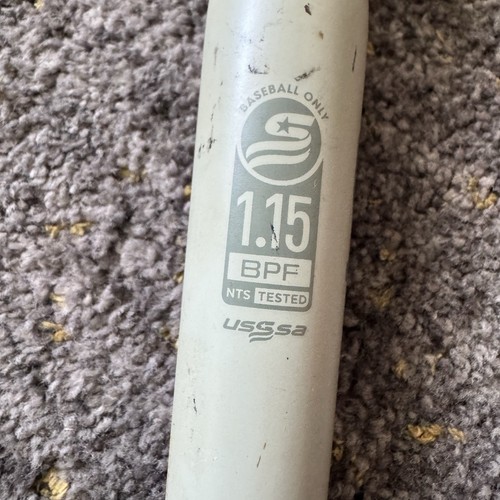 BASEBALL ONLY
1.15
BPF
NTS TESTED
usssa